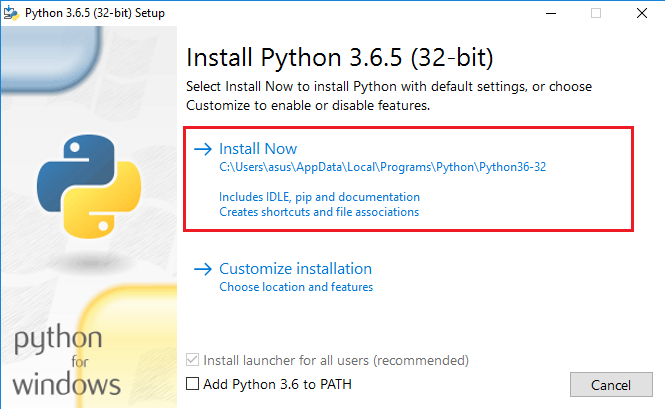 Python 3.6.5 (32-bit) Setup
Install Python 3.6.5 (32-bit)
Select Install Now to install Python with default settings, or choose
Customize to enable or disable features.
Install Now
C:\Users\asus\AppData\Local\Programs\Python\Python36-32
Includes IDLE, pip and documentation
Creates shortcuts and file associations
Customize installation
Choose location and features
python
for
windows
Install launcher for all users (recommended)
Add Python 3.6 to PATH
Cancel